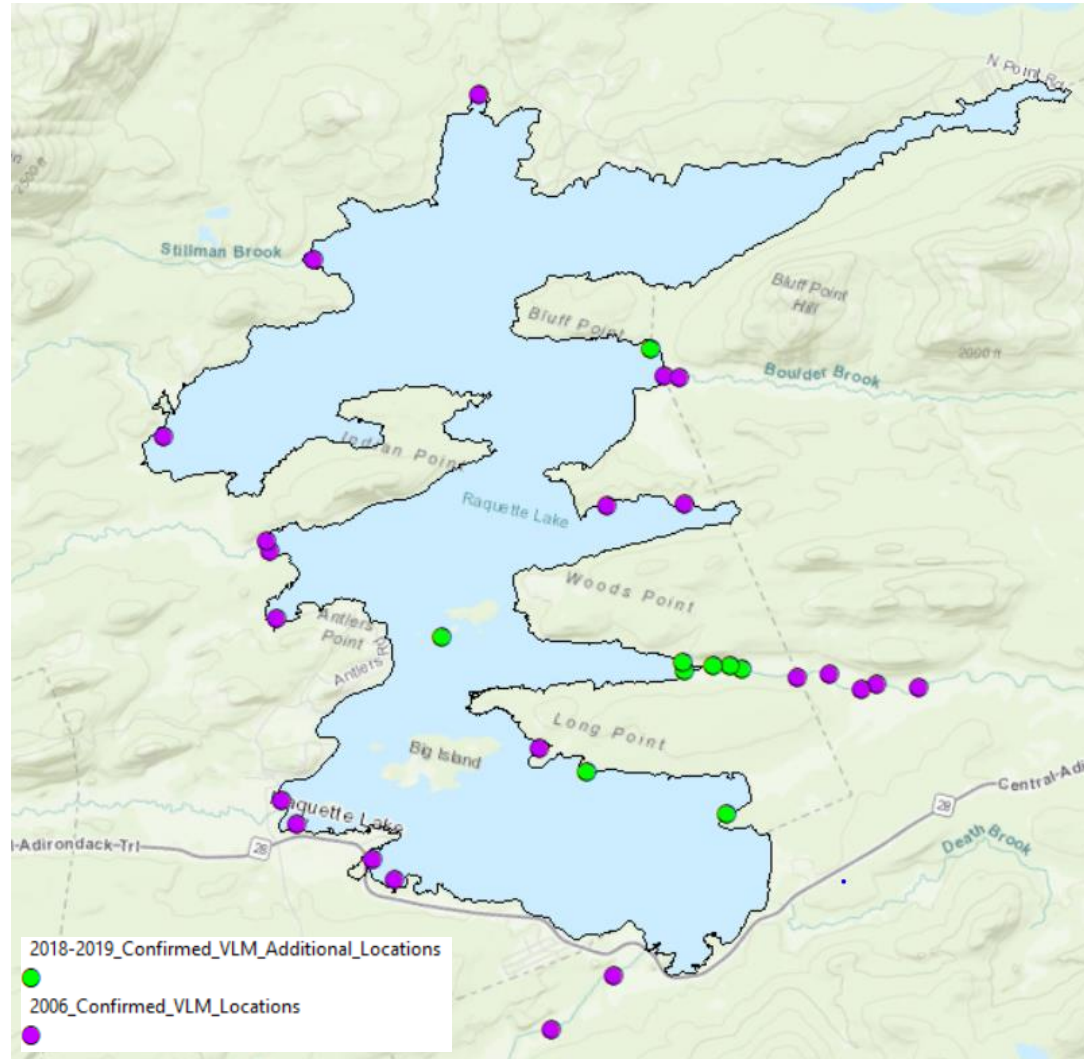 N Point Rd
2500 ft
Stillman Brook
Bluff Point
Hill
Bluff Point
2000 ft
Boulder Brook
Indian Point
Raquette Lake
Woods Point
Antlers
Point
Antlers Rd
Long Point
Big Island
Central-Adi
28
Raquette Lake
-Adirondack-Trl
28
Death Brook
2018-2019_Confirmed_VLM_Additional_Locations
2006_Confirmed_VLM_Locations